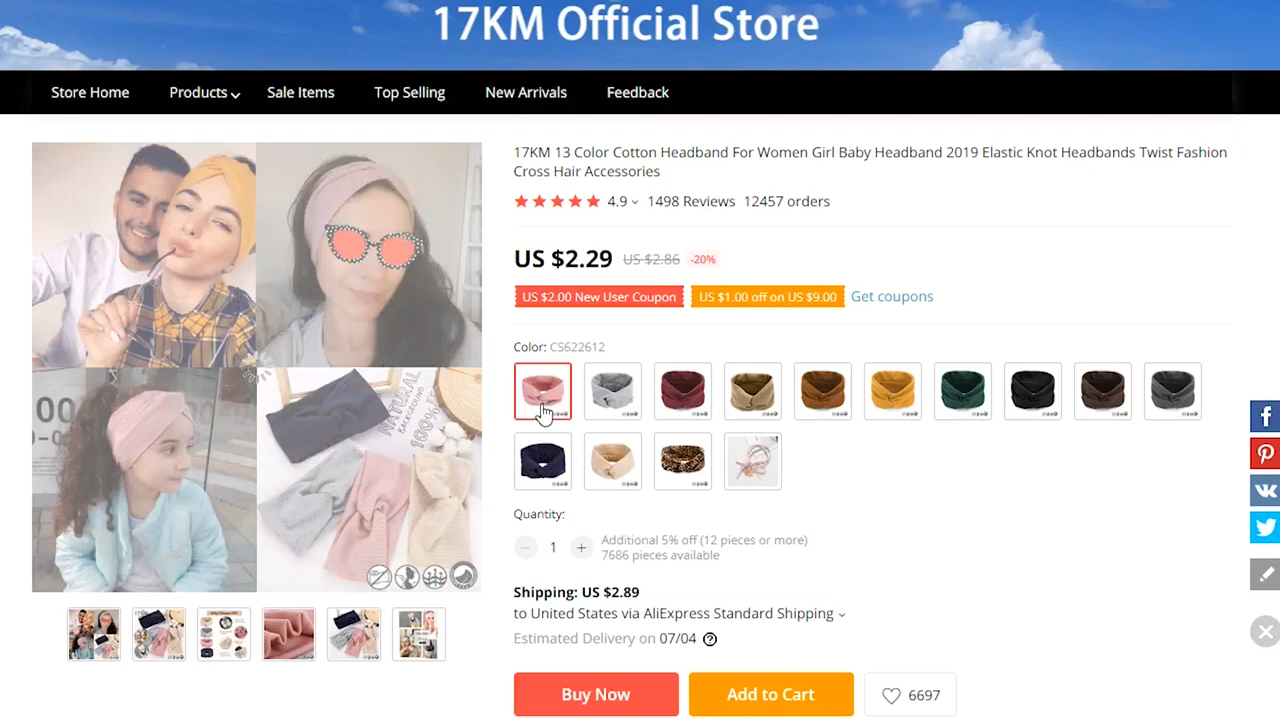 17KM Official Store
Store Home Products Sale Items Top Selling New Arrivals Feedback
17KM 13 Color Cotton Headband For Women Girl Baby Headband 2019 Elastic Knot Headbands Twist Fashion
Cross Hair Accessories
4.9 1498 Reviews 12457 orders
US $2.29 US $2.86 -20%
US $2.00 New User Coupon US $1.00 off on US $9.00 Get coupons
Color: CS622612
NATURAL
100%
Quantity:
1
Additional 5% off (12 pieces or more)
7686 pieces available
Shipping: US $2.89
to United States via AliExpress Standard Shipping
Estimated Delivery on 07/04
Buy Now Add to Cart 6697